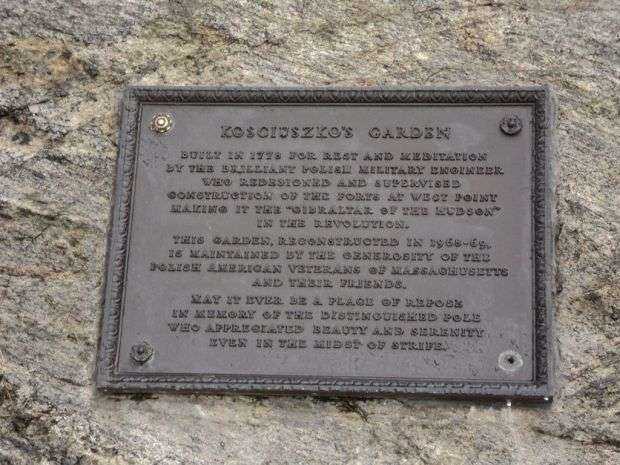 KOSCIUSZKO'S GARDEN
BUILT IN 1778 FOR REST AND MEDITATION
BY THE BRILLIANT POLISH MILITARY ENGINEER
WHO REDESIGNED AND SUPERVISED
CONSTRUCTION OF THE FORTS AT WEST POINT
MAKING IT THE "GIBRALTAR OF THE HUDSON"
IN THE REVOLUTION.
THIS GARDEN, RECONSTRUCTED IN 1968-69,
IS MAINTAINED BY THE GENEROSITY OF THE
POLISH AMERICAN VETERANS OF MASSACHUSETTS
AND THEIR FRIENDS.
MAY IT EVER BE A PLACE OF REPOSE
IN MEMORY OF THE DISTINGUISHED POLE
WHO APPRECIATED BEAUTY AND SERENITY
EVEN IN THE MIDST OF STRIFE.